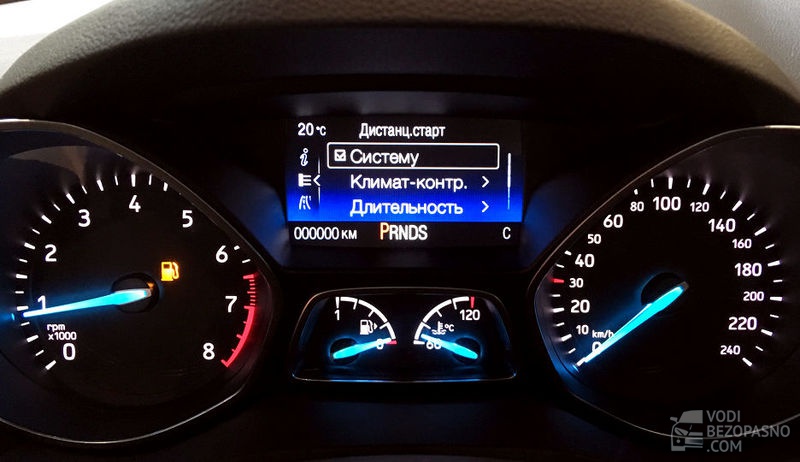 20 °C Дистанц.старт
Систему
Климат-контр.
Длительность
000000 км PRNDS C
0 1 2 3 4 5 6 7 8
rpm
x1000
1 0
60 120
°C
0 10 20 30 40 50 60 80 100 120 140 160 180 200 220 240
km/h
VODI
BEZOPASNO
.COM